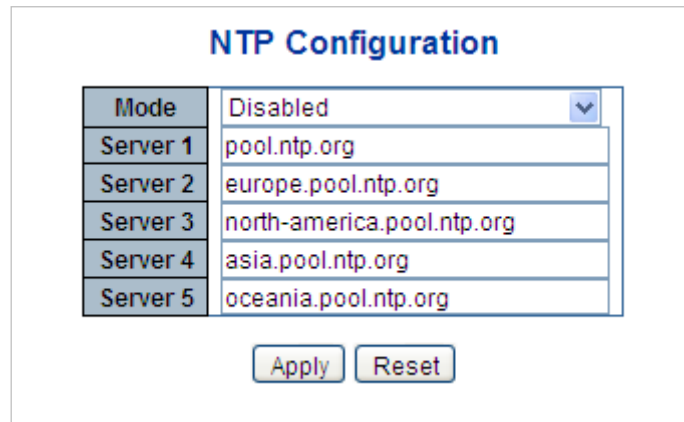 NTP Configuration
Mode Disabled
Server 1 pool.ntp.org
Server 2 europe.pool.ntp.org
Server 3 north-america.pool.ntp.org
Server 4 asia.pool.ntp.org
Server 5 oceania.pool.ntp.org
Apply Reset